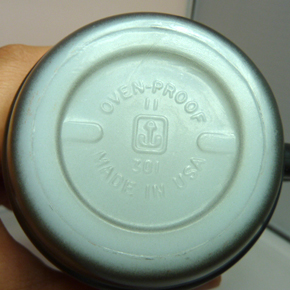 OVEN-PROOF
11
301
MADE IN USA